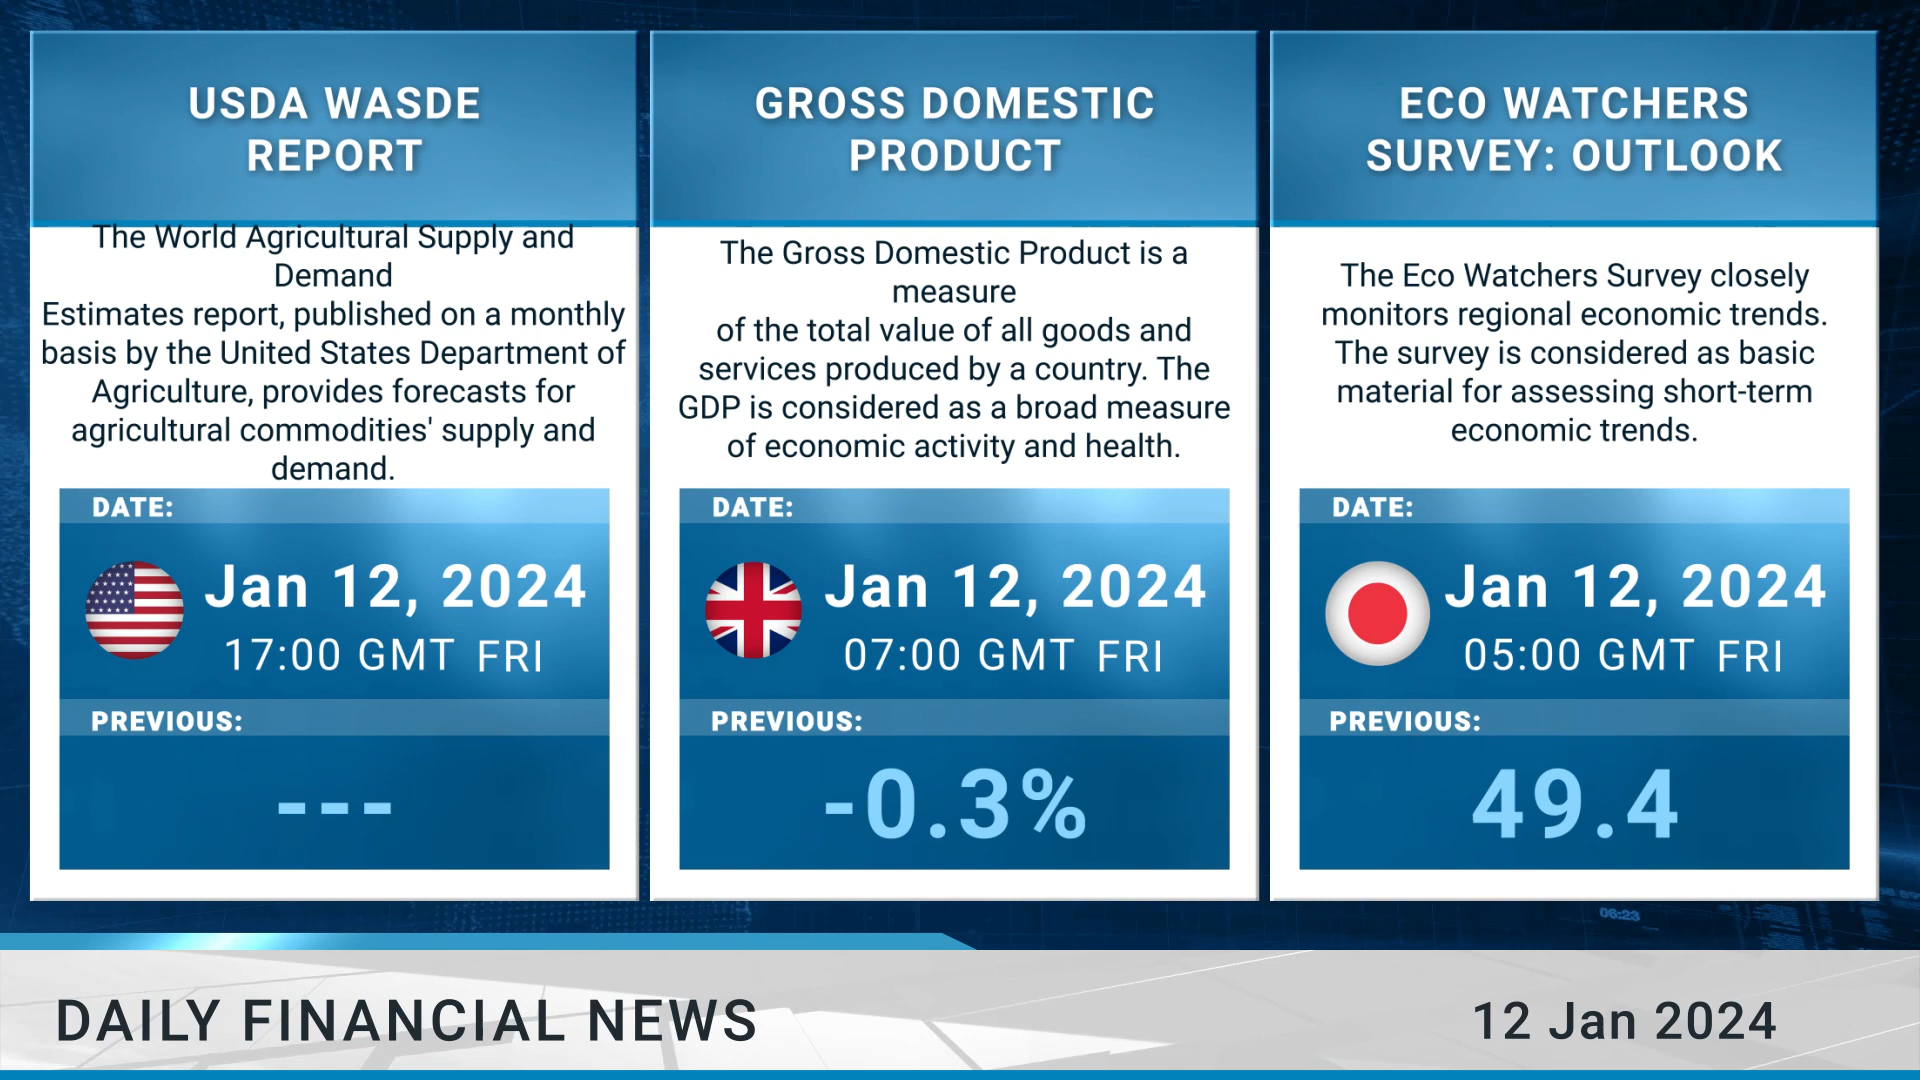 USDA WASDE
REPORT
The World Agricultural Supply and
Demand
Estimates report, published on a monthly
basis by the United States Department of
Agriculture, provides forecasts for
agricultural commodities' supply and
demand.
DATE:
Jan 12, 2024
17:00 GMT FRI
PREVIOUS:
---
GROSS DOMESTIC
PRODUCT
The Gross Domestic Product is a
measure
of the total value of all goods and
services produced by a country. The
GDP is considered as a broad measure
of economic activity and health.
DATE:
Jan 12, 2024
07:00 GMT FRI
PREVIOUS:
-0.3%
ECO WATCHERS
SURVEY: OUTLOOK
The Eco Watchers Survey closely
monitors regional economic trends.
The survey is considered as basic
material for assessing short-term
economic trends.
DATE:
Jan 12, 2024
05:00 GMT FRI
PREVIOUS:
49.4
06:23
DAILY FINANCIAL NEWS
12 Jan 2024